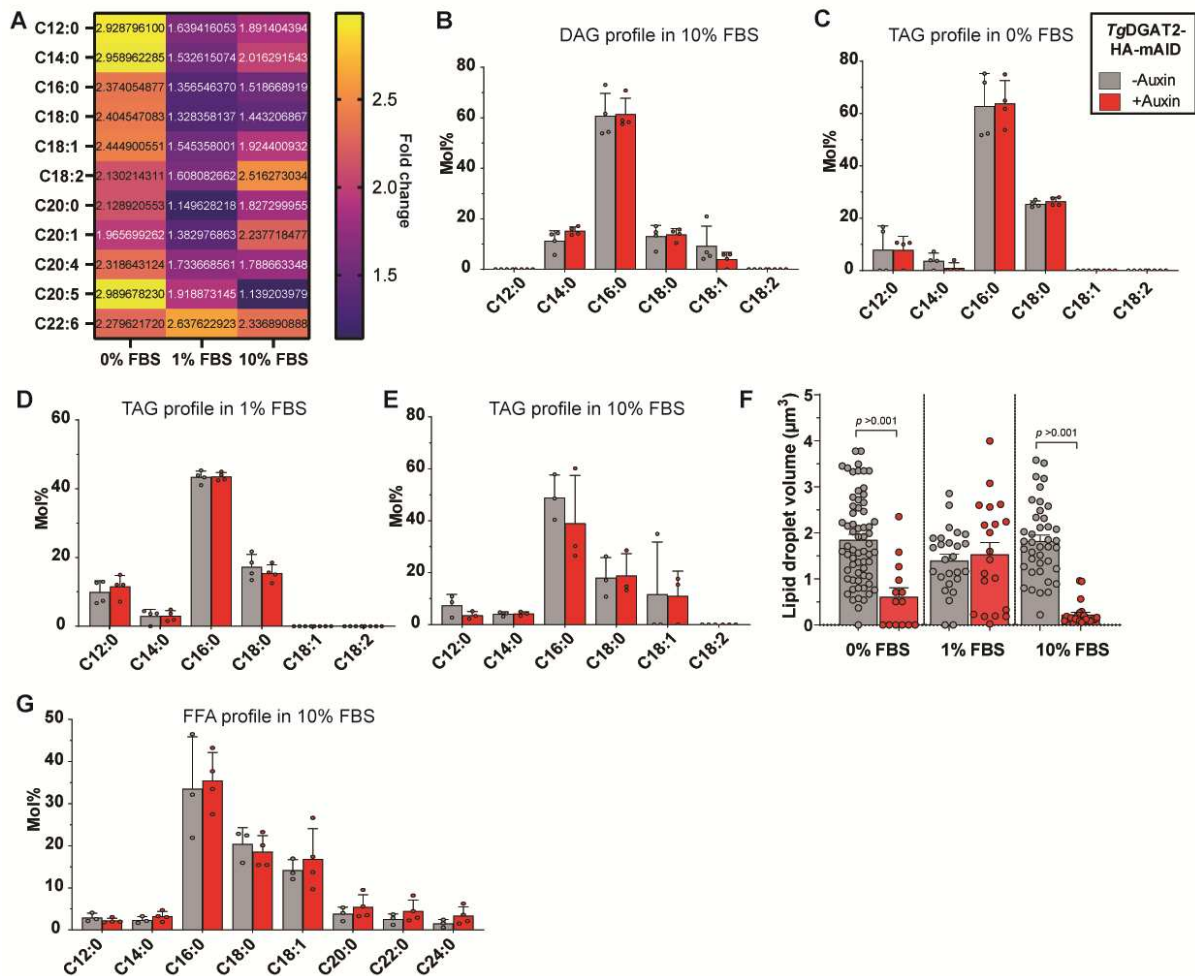 A
C12:0 2.928796100 1.639416053 1.891404394
C14:0 2.958962285 1.532615074 2.016291543
C16:0 2.374054877 1.356546370 1.518668919
C18:0 2.404547083 1.328358137 1.443206867
C18:1 2.444900551 1.545358001 1.924400932
C18:2 2.130214311 1.608082662 2.516273034
C20:0 2.128920553 1.149628218 1.827299955
C20:1 1.965699262 1.382976863 2.237718477
C20:4 2.318643124 1.733668561 1.788663348
C20:5 2.989678230 1.918873145 1.139203979
C22:6 2.279621720 2.637622923 2.336890888
0% FBS 1% FBS 10% FBS
2.5
2.0
1.5
Fold change
B
DAG profile in 10% FBS
Mol%
80
60
40
20
0
C12:0 C14:0 C16:0 C18:0 C18:1 C18:2
C
TAG profile in 0% FBS
Mol%
80
60
40
20
0
C12:0 C14:0 C16:0 C18:0 C18:1 C18:2
TgDGAT2-
HA-mAID
-Auxin
+Auxin
D
TAG profile in 1% FBS
Mol%
60
40
20
0
C12:0 C14:0 C16:0 C18:0 C18:1 C18:2
E
TAG profile in 10% FBS
Mol%
80
60
40
20
0
C12:0 C14:0 C16:0 C18:0 C18:1 C18:2
F
Lipid droplet volume (µm³)
5
4
3
2
1
0
p >0.001
p >0.001
0% FBS 1% FBS 10% FBS
G
FFA profile in 10% FBS
Mol%
50
40
30
20
10
0
C12:0 C14:0 C16:0 C18:0 C18:1 C20:0 C22:0 C24:0